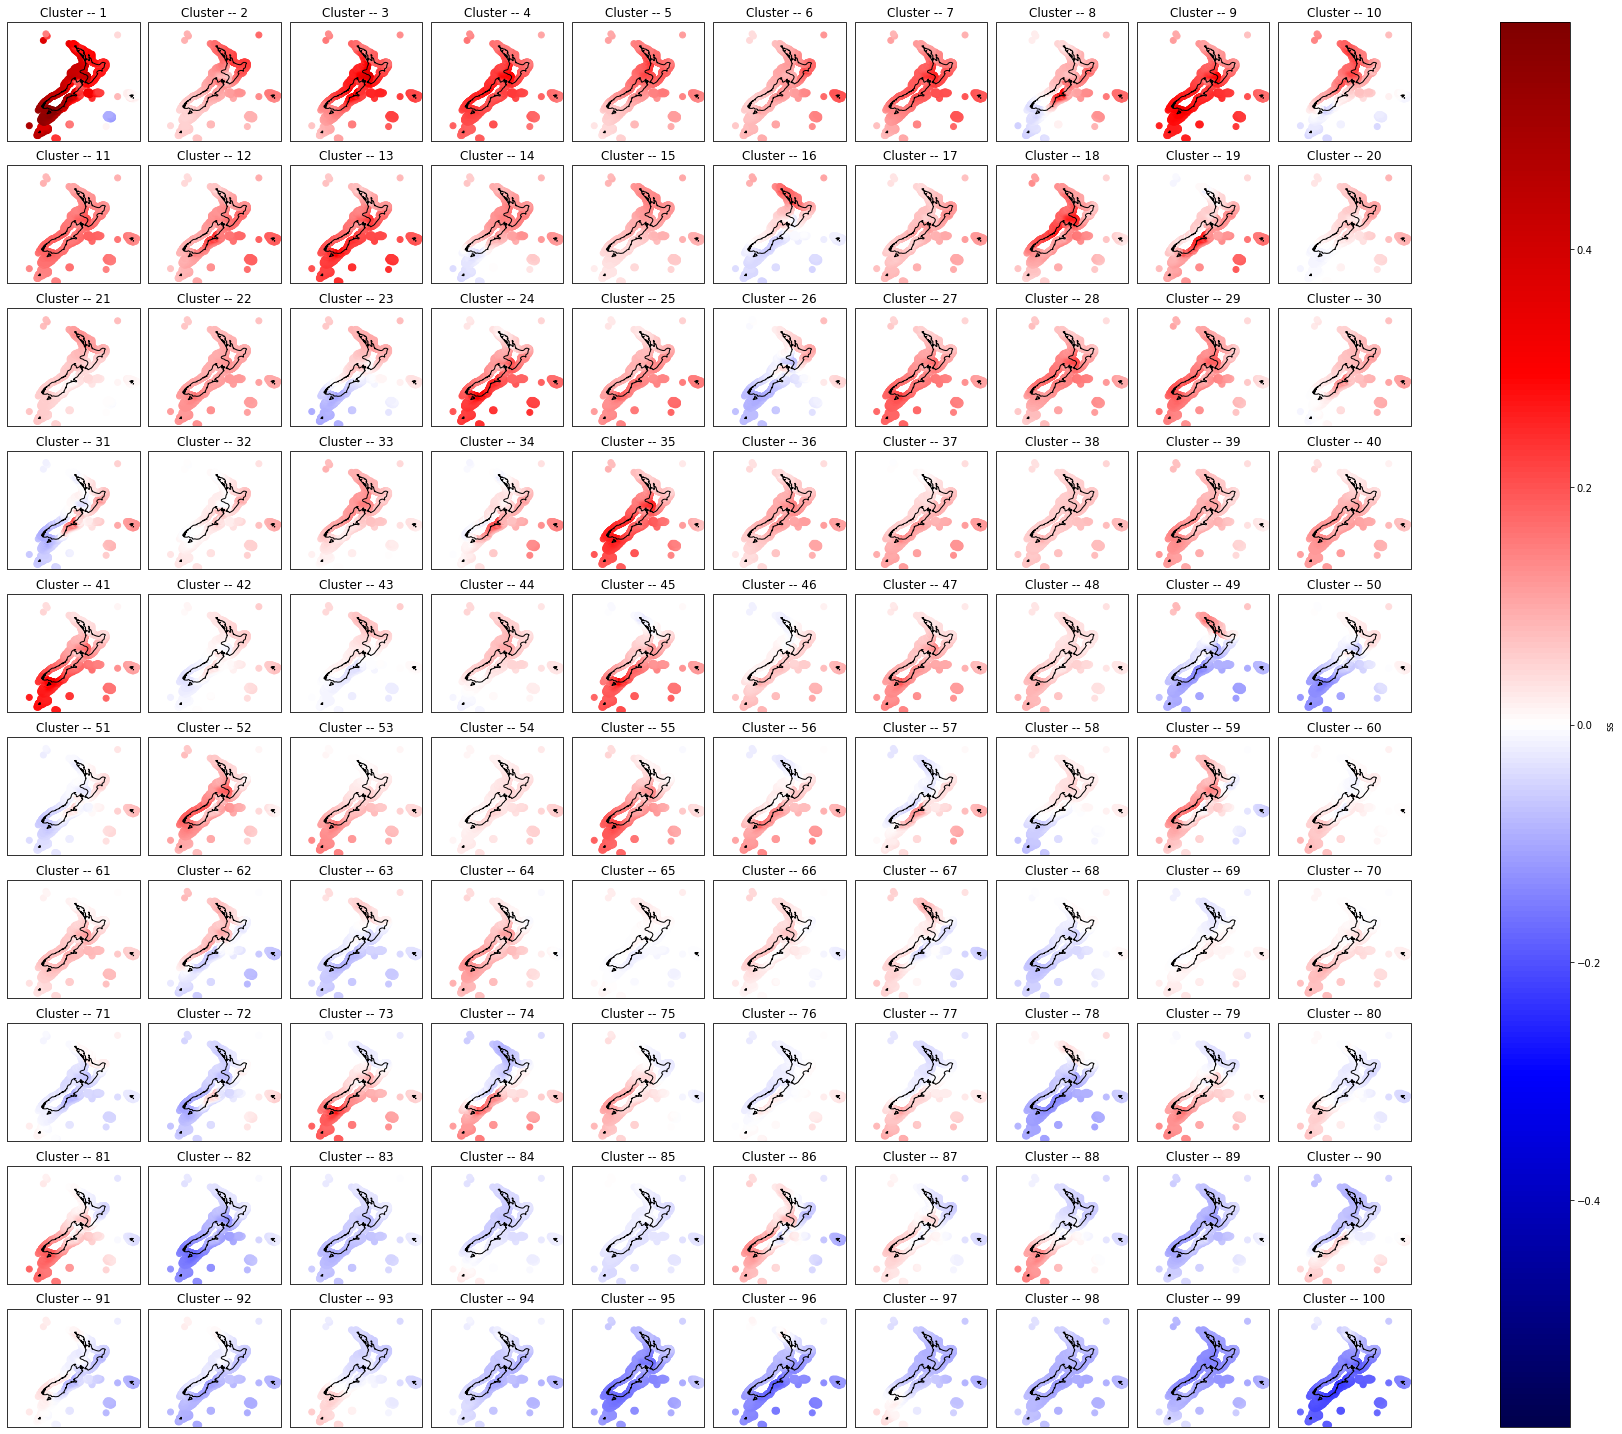 Cluster -- 1 Cluster -- 2 Cluster -- 3 Cluster -- 4 Cluster -- 5 Cluster -- 6 Cluster -- 7 Cluster -- 8 Cluster -- 9 Cluster -- 10
Cluster -- 11 Cluster -- 12 Cluster -- 13 Cluster -- 14 Cluster -- 15 Cluster -- 16 Cluster -- 17 Cluster -- 18 Cluster -- 19 Cluster -- 20
Cluster -- 21 Cluster -- 22 Cluster -- 23 Cluster -- 24 Cluster -- 25 Cluster -- 26 Cluster -- 27 Cluster -- 28 Cluster -- 29 Cluster -- 30
Cluster -- 31 Cluster -- 32 Cluster -- 33 Cluster -- 34 Cluster -- 35 Cluster -- 36 Cluster -- 37 Cluster -- 38 Cluster -- 39 Cluster -- 40
Cluster -- 41 Cluster -- 42 Cluster -- 43 Cluster -- 44 Cluster -- 45 Cluster -- 46 Cluster -- 47 Cluster -- 48 Cluster -- 49 Cluster -- 50
Cluster -- 51 Cluster -- 52 Cluster -- 53 Cluster -- 54 Cluster -- 55 Cluster -- 56 Cluster -- 57 Cluster -- 58 Cluster -- 59 Cluster -- 60
Cluster -- 61 Cluster -- 62 Cluster -- 63 Cluster -- 64 Cluster -- 65 Cluster -- 66 Cluster -- 67 Cluster -- 68 Cluster -- 69 Cluster -- 70
Cluster -- 71 Cluster -- 72 Cluster -- 73 Cluster -- 74 Cluster -- 75 Cluster -- 76 Cluster -- 77 Cluster -- 78 Cluster -- 79 Cluster -- 80
Cluster -- 81 Cluster -- 82 Cluster -- 83 Cluster -- 84 Cluster -- 85 Cluster -- 86 Cluster -- 87 Cluster -- 88 Cluster -- 89 Cluster -- 90
Cluster -- 91 Cluster -- 92 Cluster -- 93 Cluster -- 94 Cluster -- 95 Cluster -- 96 Cluster -- 97 Cluster -- 98 Cluster -- 99 Cluster -- 100
0.4
0.2
0.0
−0.2
−0.4
ss